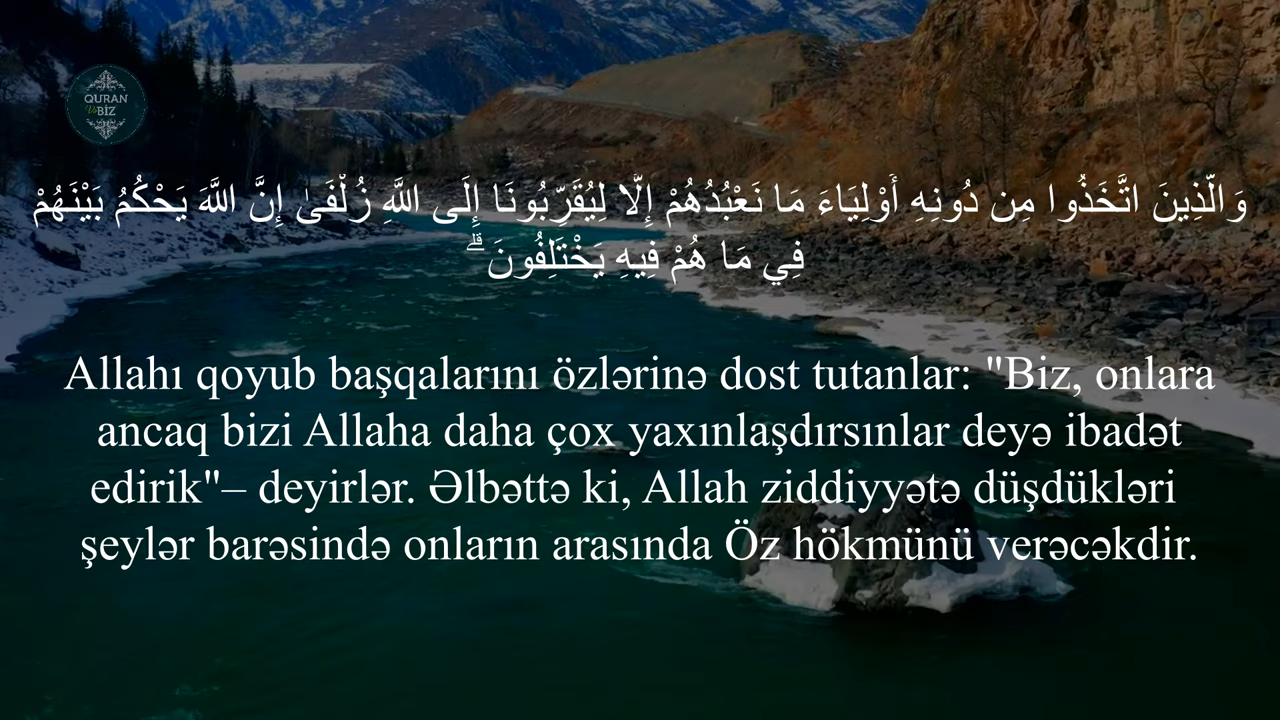 QURAN
Və BİZ
وَالَّذِينَ اتَّخَذُوا مِن دُونِهِ أَوْلِيَاءَ مَا نَعْبُدُهُمْ إِلَّا لِيُقَرِّبُونَا إِلَى اللَّهِ زُلْفَىٰ إِنَّ اللَّهَ يَحْكُمُ بَيْنَهُمْ
فِي مَا هُمْ فِيهِ يَخْتَلِفُونَ ۗ
Allahı qoyub başqalarını özlərinə dost tutanlar: "Biz, onlara
ancaq bizi Allaha daha çox yaxınlaşdırsınlar deyə ibadət
edirik"– deyirlər. Əlbəttə ki, Allah ziddiyyətə düşdükləri
şeylər barəsində onların arasında Öz hökmünü verəcəkdir.